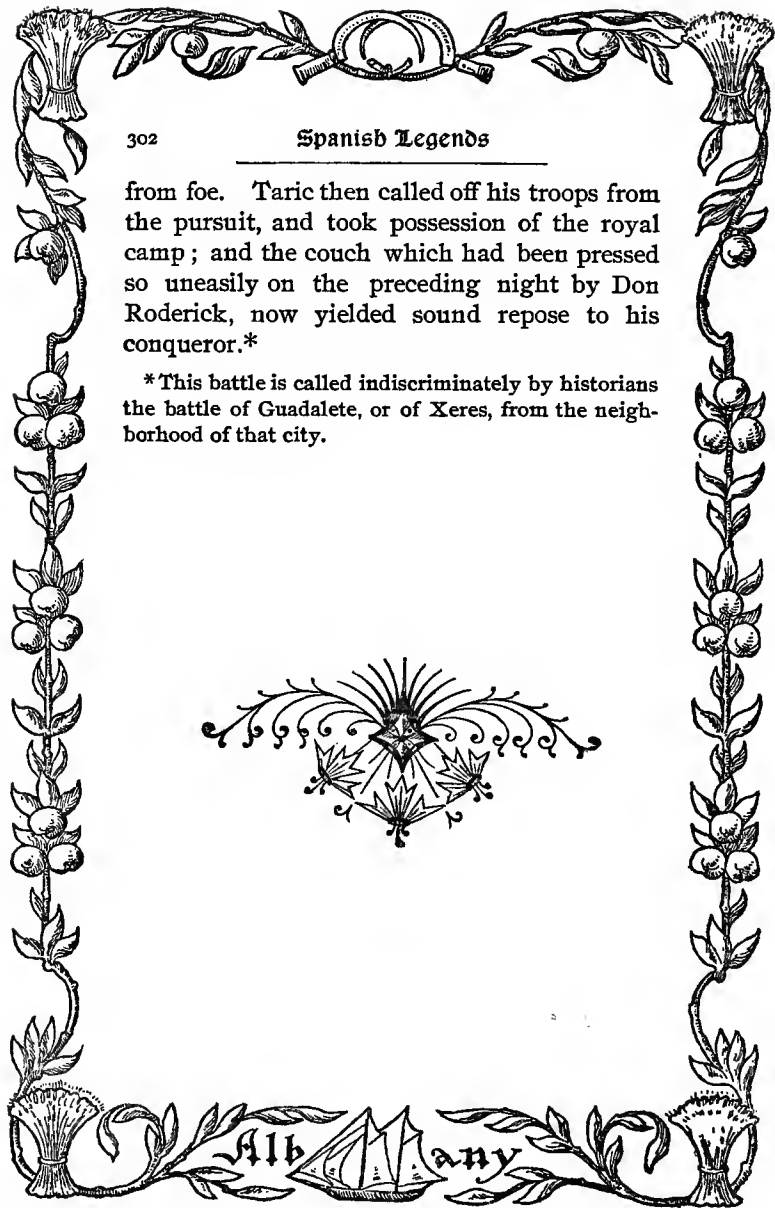 302 Spanish Legends
from foe. Taric then called off his troops from
the pursuit, and took possession of the royal
camp ; and the couch which had been pressed
so uneasily on the preceding night by Don
Roderick, now yielded sound repose to his
conqueror.*
*This battle is called indiscriminately by historians
the battle of Guadalete, or of Xeres, from the neigh-
borhood of that city.
Alb any